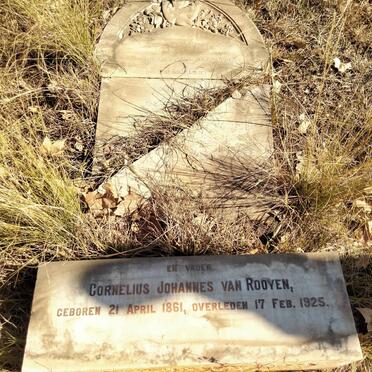 EN VADER
CORNELIUS JOHANNES VAN ROOYEN,
GEBOREN 21 APRIL 1861, OVERLEDEN 17 FEB. 1925.